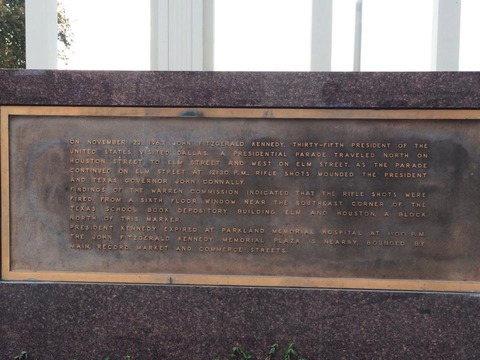 ON NOVEMBER 22, 1963, JOHN FITZGERALD KENNEDY, THIRTY-FIFTH PRESIDENT OF THE
UNITED STATES, VISITED DALLAS. A PRESIDENTIAL PARADE TRAVELED NORTH ON
HOUSTON STREET TO ELM STREET AND WEST ON ELM STREET. AS THE PARADE
CONTINUED ON ELM STREET AT 12:30 P.M., RIFLE SHOTS WOUNDED THE PRESIDENT
AND TEXAS GOVERNOR JOHN CONNALLY.
FINDINGS OF THE WARREN COMMISSION INDICATED THAT THE RIFLE SHOTS WERE
FIRED FROM A SIXTH FLOOR WINDOW NEAR THE SOUTHEAST CORNER OF THE
TEXAS SCHOOL BOOK DEPOSITORY BUILDING, ELM AND HOUSTON, A BLOCK
NORTH OF THIS MARKER.
PRESIDENT KENNEDY EXPIRED AT PARKLAND MEMORIAL HOSPITAL AT 1:00 P.M.
THE JOHN FITZGERALD KENNEDY MEMORIAL PLAZA IS NEARBY, BOUNDED BY
MAIN, RECORD, MARKET AND COMMERCE STREETS.